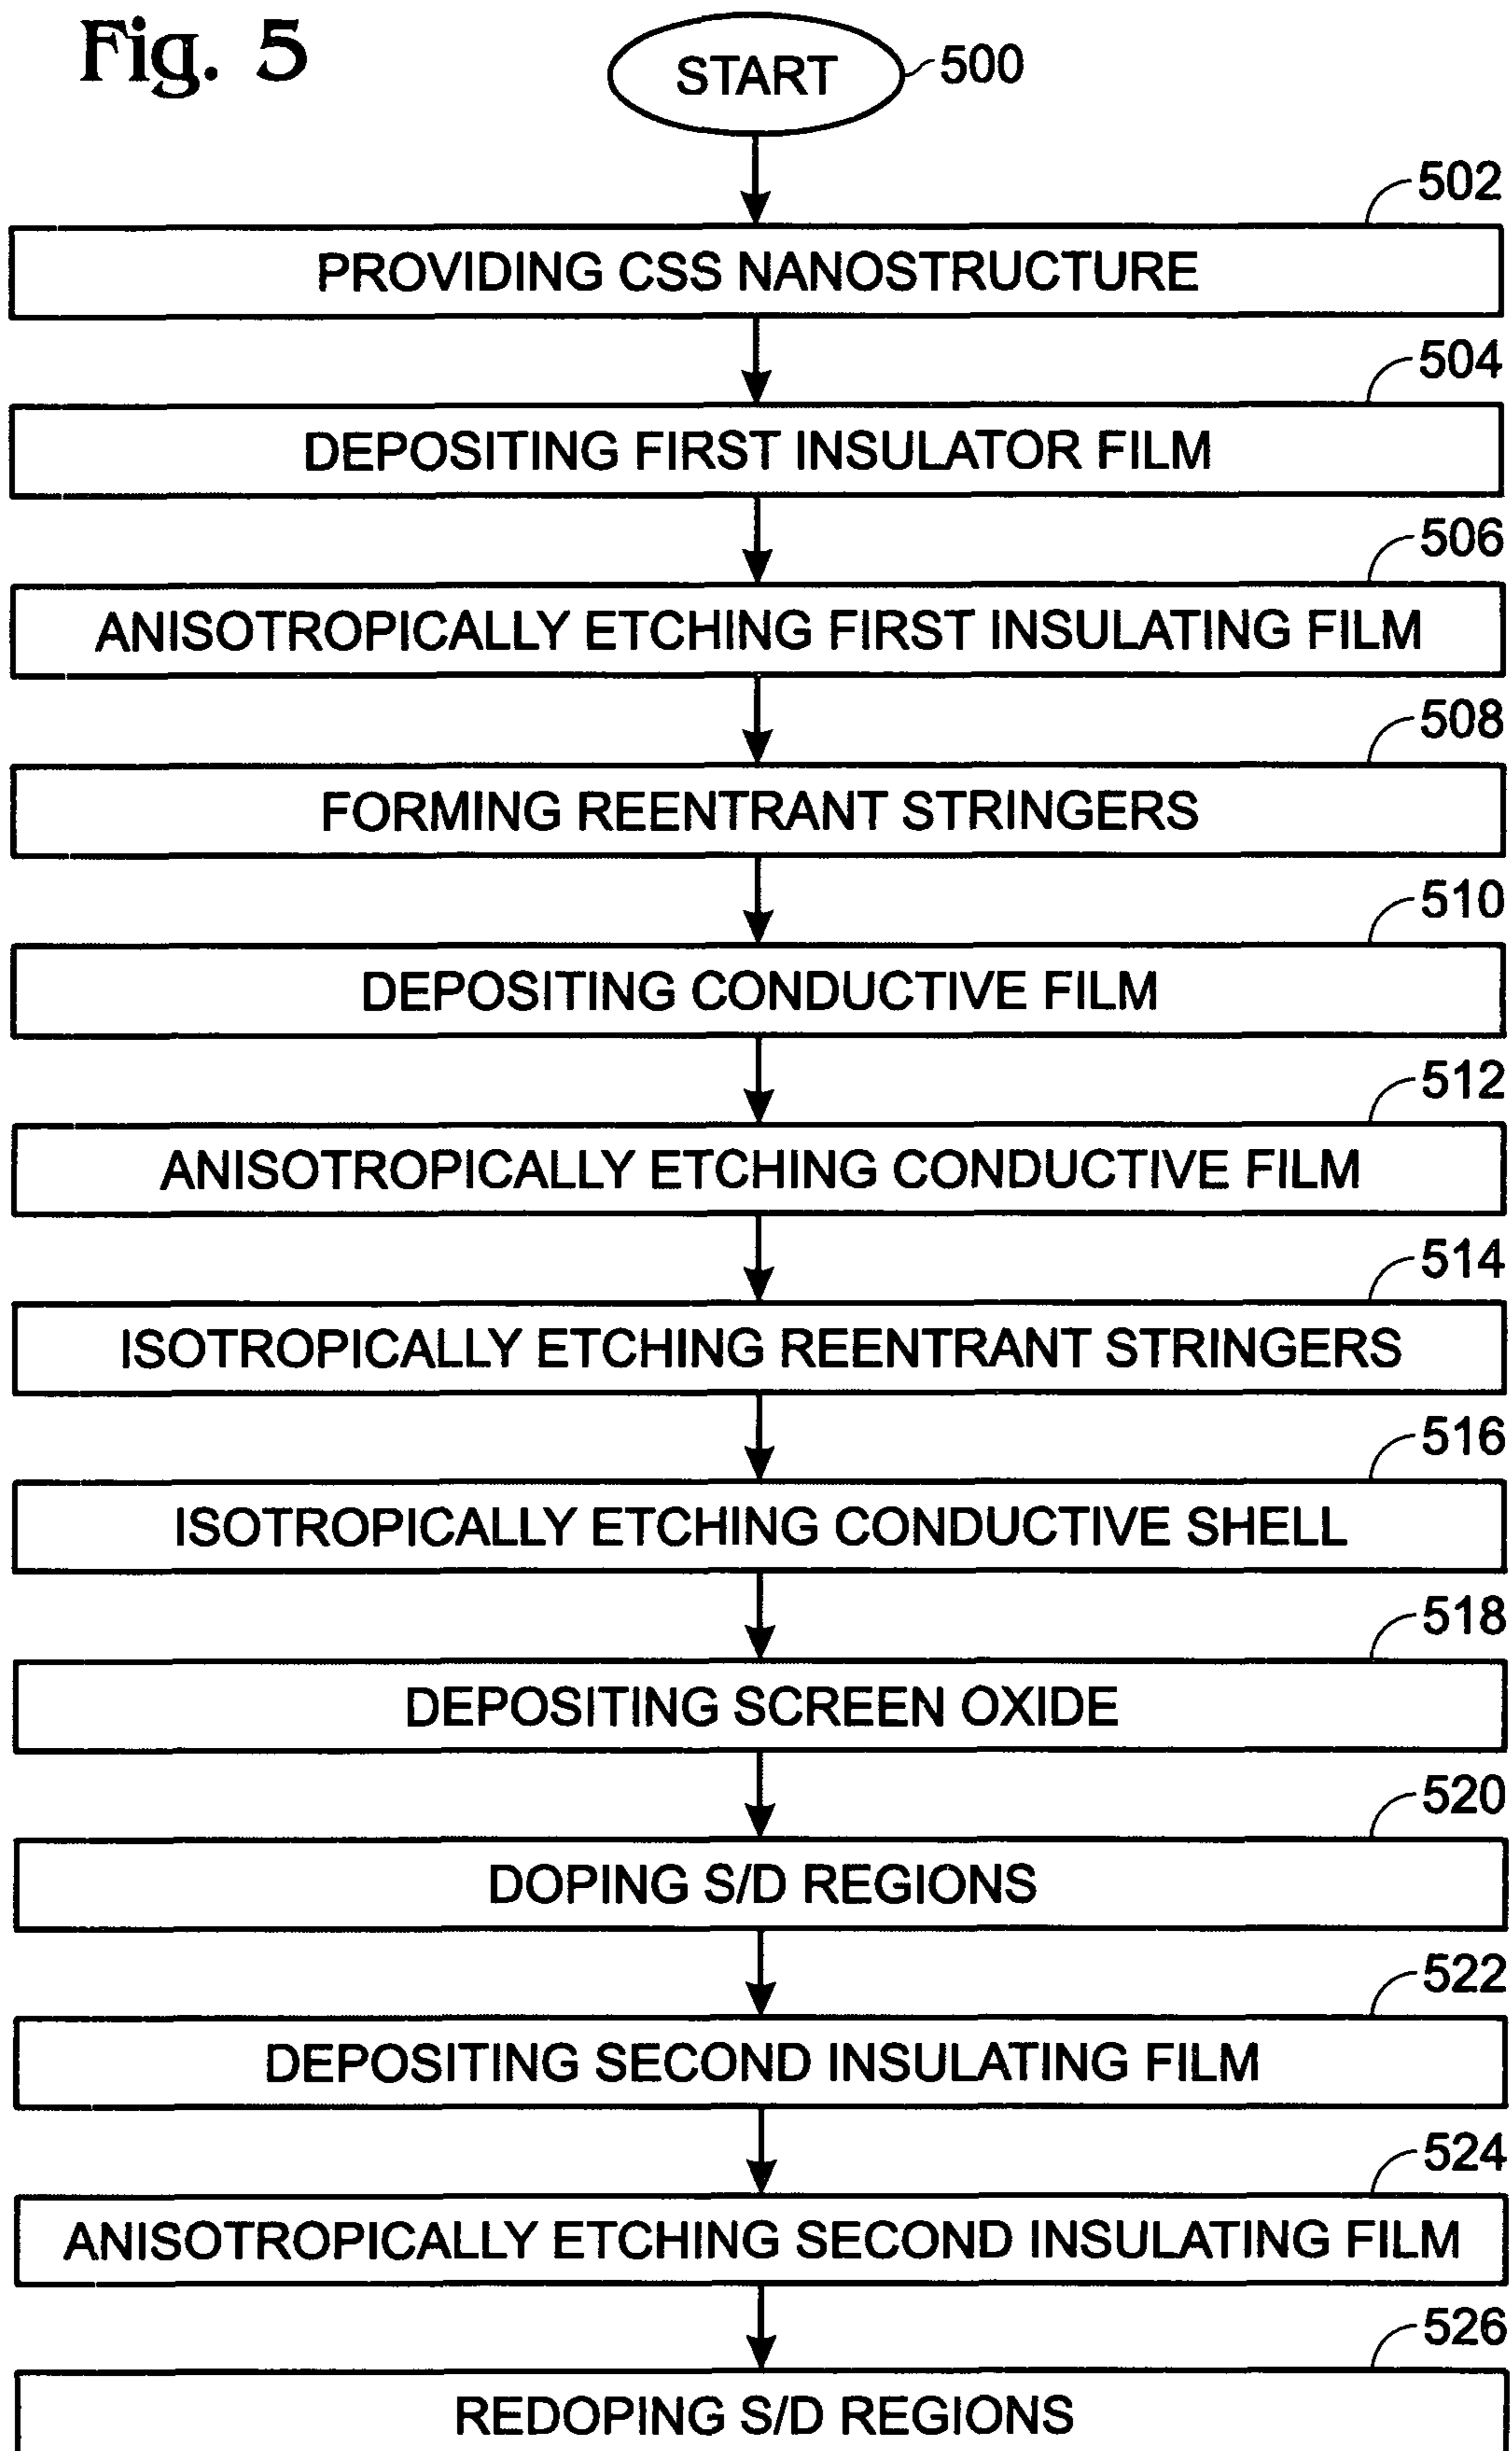 Fig. 5
START
500
502
PROVIDING CSS NANOSTRUCTURE
504
DEPOSITING FIRST INSULATOR FILM
506
ANISOTROPICALLY ETCHING FIRST INSULATING FILM
508
FORMING REENTRANT STRINGERS
510
DEPOSITING CONDUCTIVE FILM
512
ANISOTROPICALLY ETCHING CONDUCTIVE FILM
514
ISOTROPICALLY ETCHING REENTRANT STRINGERS
516
ISOTROPICALLY ETCHING CONDUCTIVE SHELL
518
DEPOSITING SCREEN OXIDE
520
DOPING S/D REGIONS
522
DEPOSITING SECOND INSULATING FILM
524
ANISOTROPICALLY ETCHING SECOND INSULATING FILM
526
REDOPING S/D REGIONS